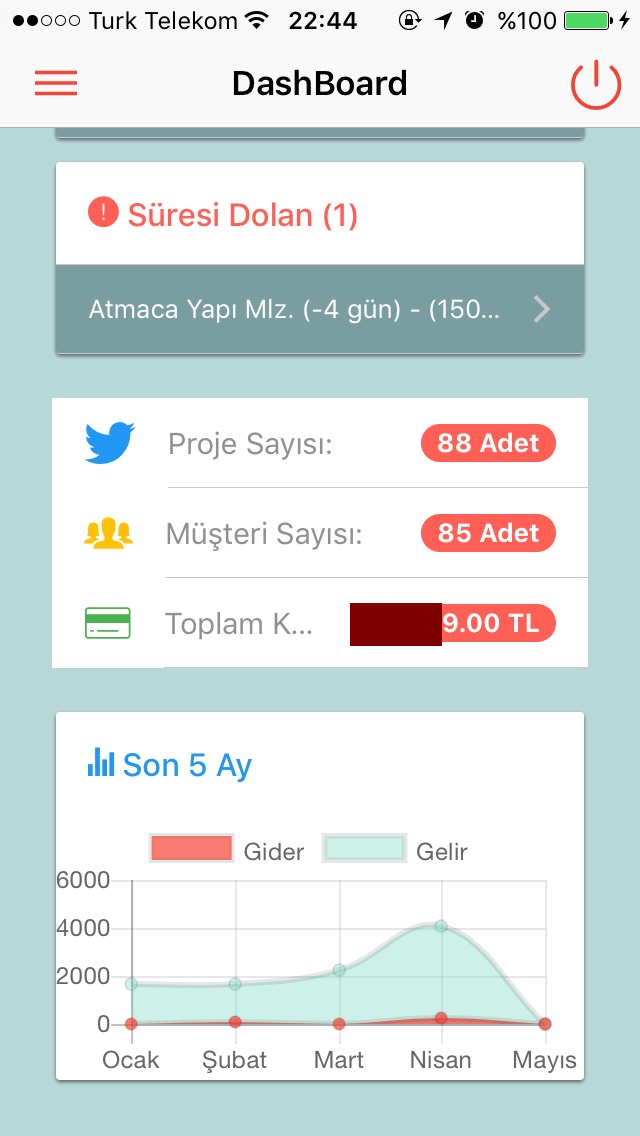 Turk Telekom 22:44 %100
DashBoard
Süresi Dolan (1)
Atmaca Yapı Mlz. (-4 gün) - (150...
Proje Sayısı: 88 Adet
Müşteri Sayısı: 85 Adet
Toplam K... 9.00 TL
Son 5 Ay
Gider Gelir
6000
4000
2000
0
Ocak Şubat Mart Nisan Mayıs